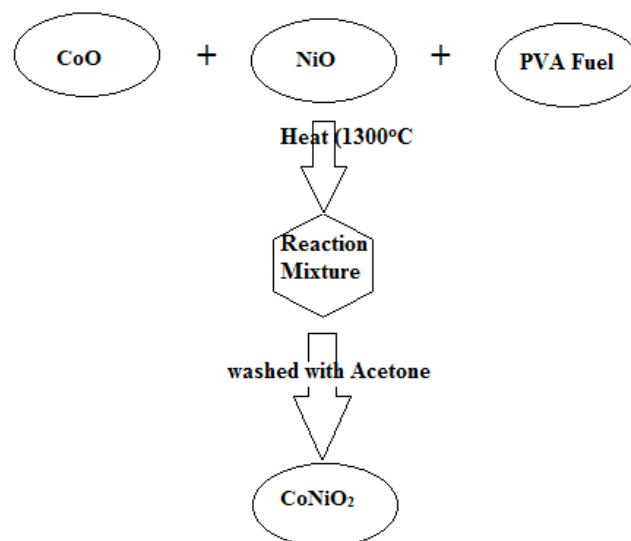 CoO + NiO + PVA Fuel
Heat (1300°C
Reaction
Mixture
washed with Acetone
CoNiO₂